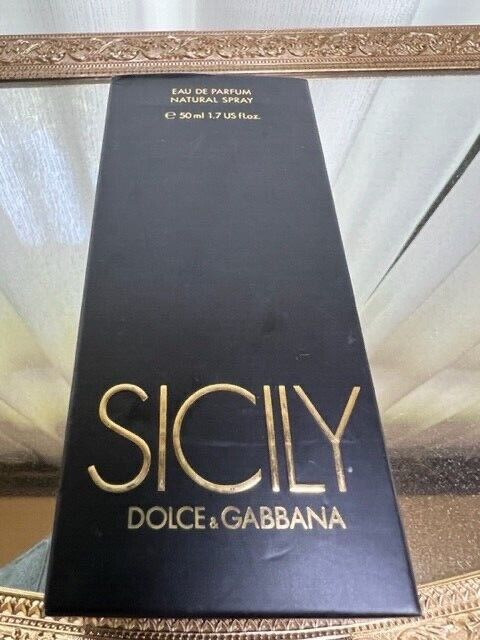 EAU DE PARFUM
NATURAL SPRAY
℮ 50 ml 1.7 US fl.oz.
SICILY
DOLCE & GABBANA